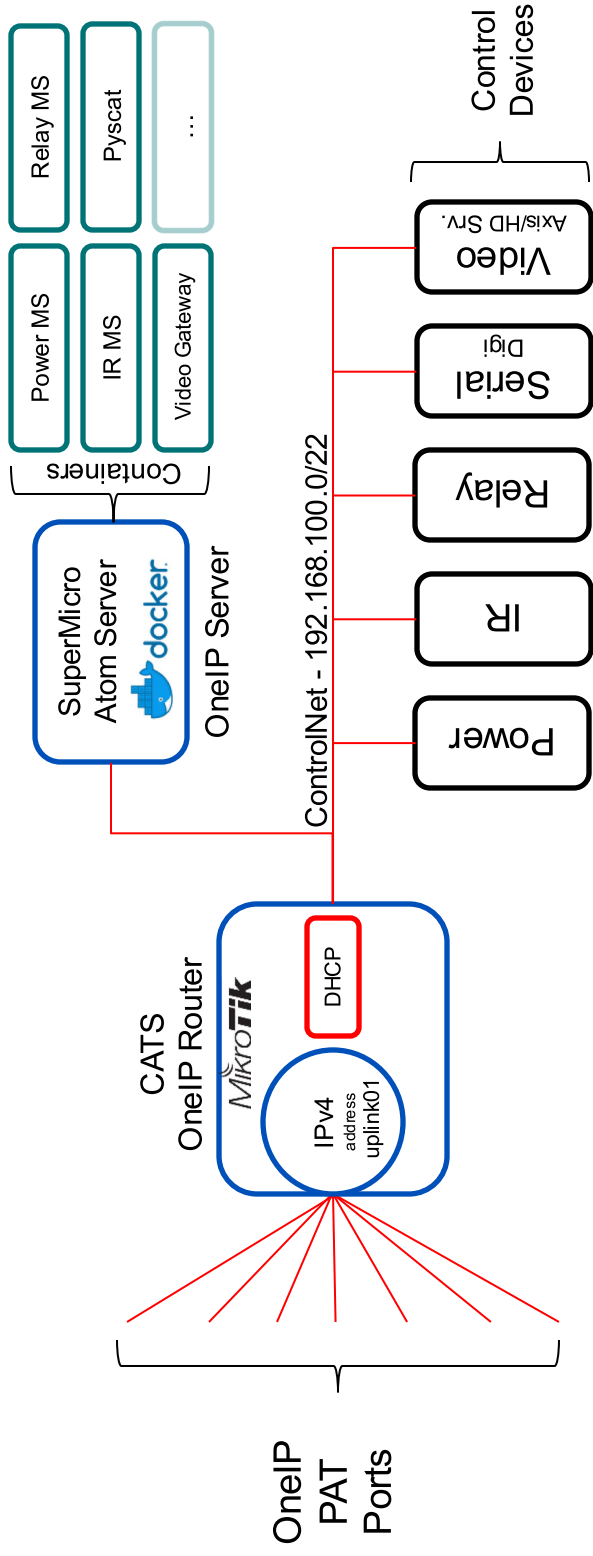 OneIP
PAT
Ports
CATS
OneIP Router
MikroTik
IPv4
address
uplink01
DHCP
ControlNet - 192.168.100.0/22
SuperMicro
Atom Server
docker
OneIP Server
Containers
Power MS
Relay MS
IR MS
Pyscat
Video Gateway
...
Power
IR
Relay
Serial
Digi
Video
Axis/HD Srv.
Control
Devices